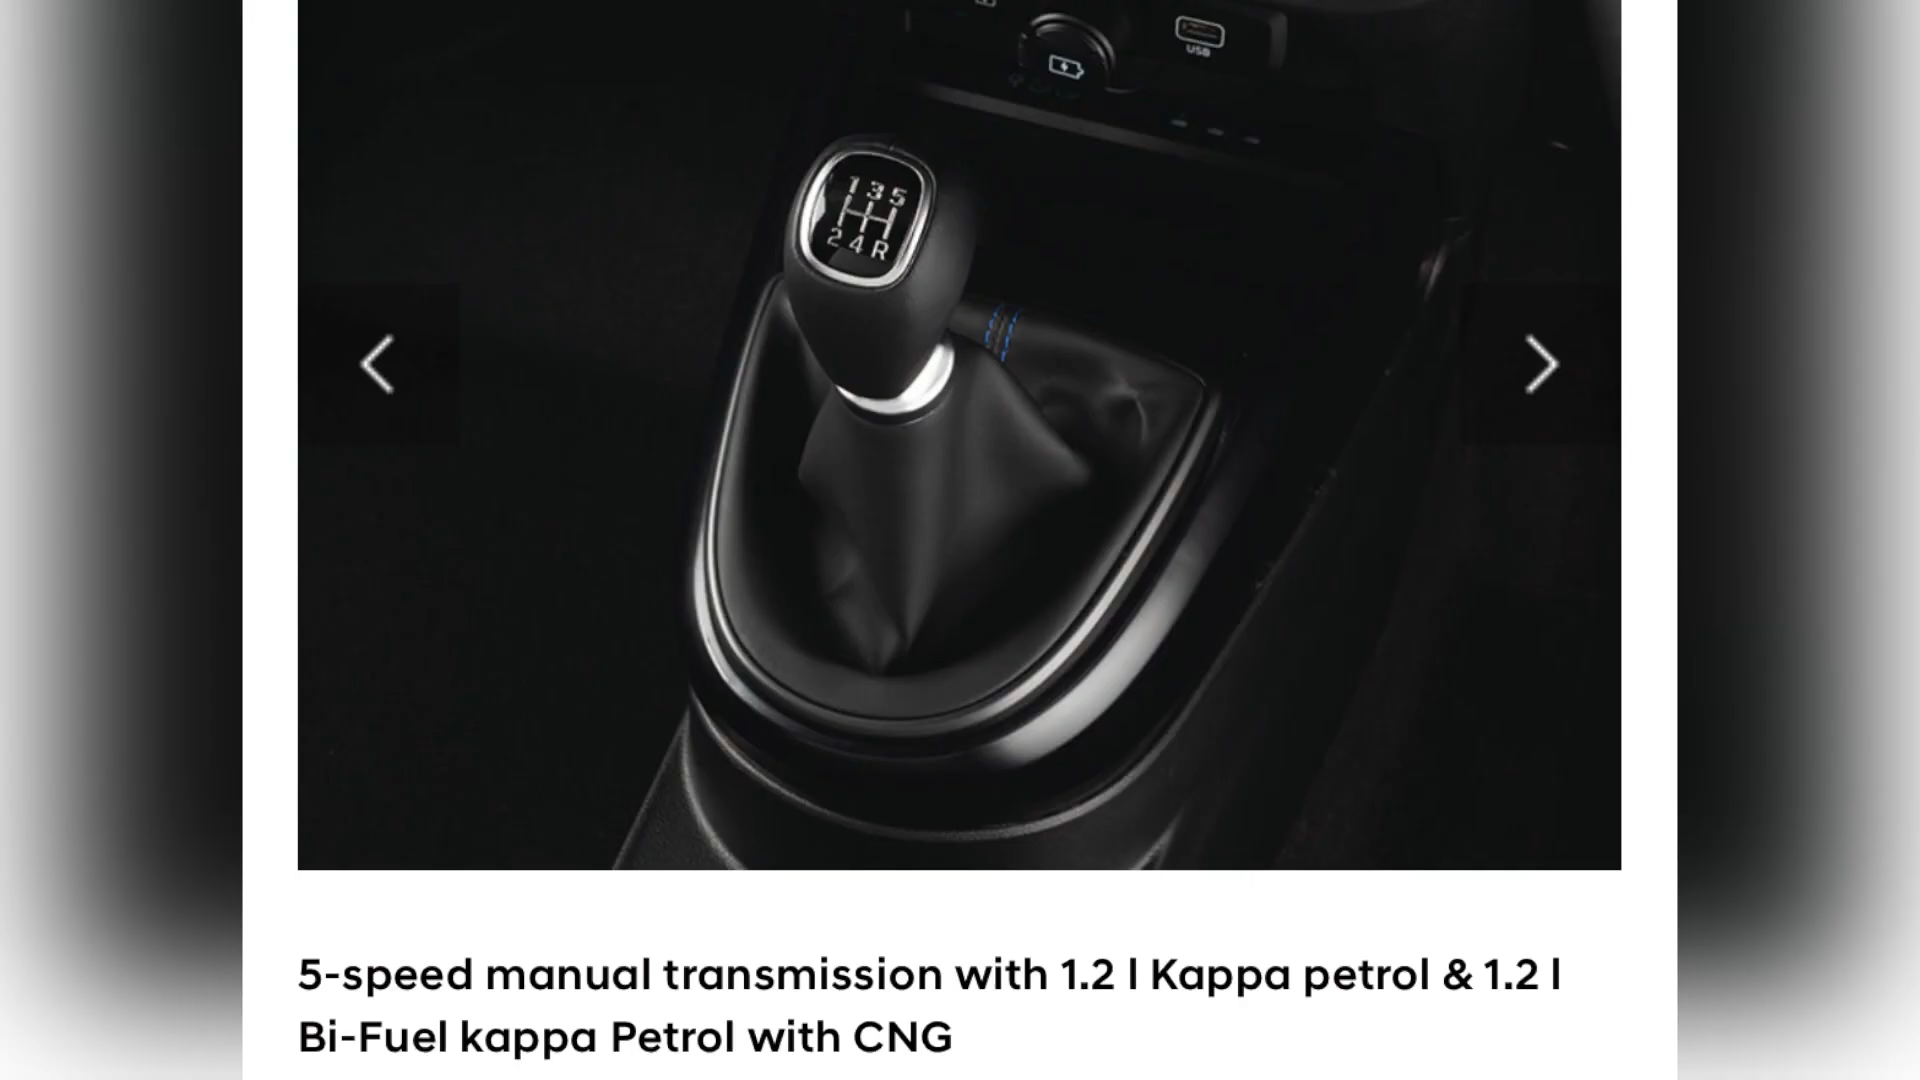 USB
1 3 5
2 4 R
5-speed manual transmission with 1.2 l Kappa petrol & 1.2 l
Bi-Fuel kappa Petrol with CNG